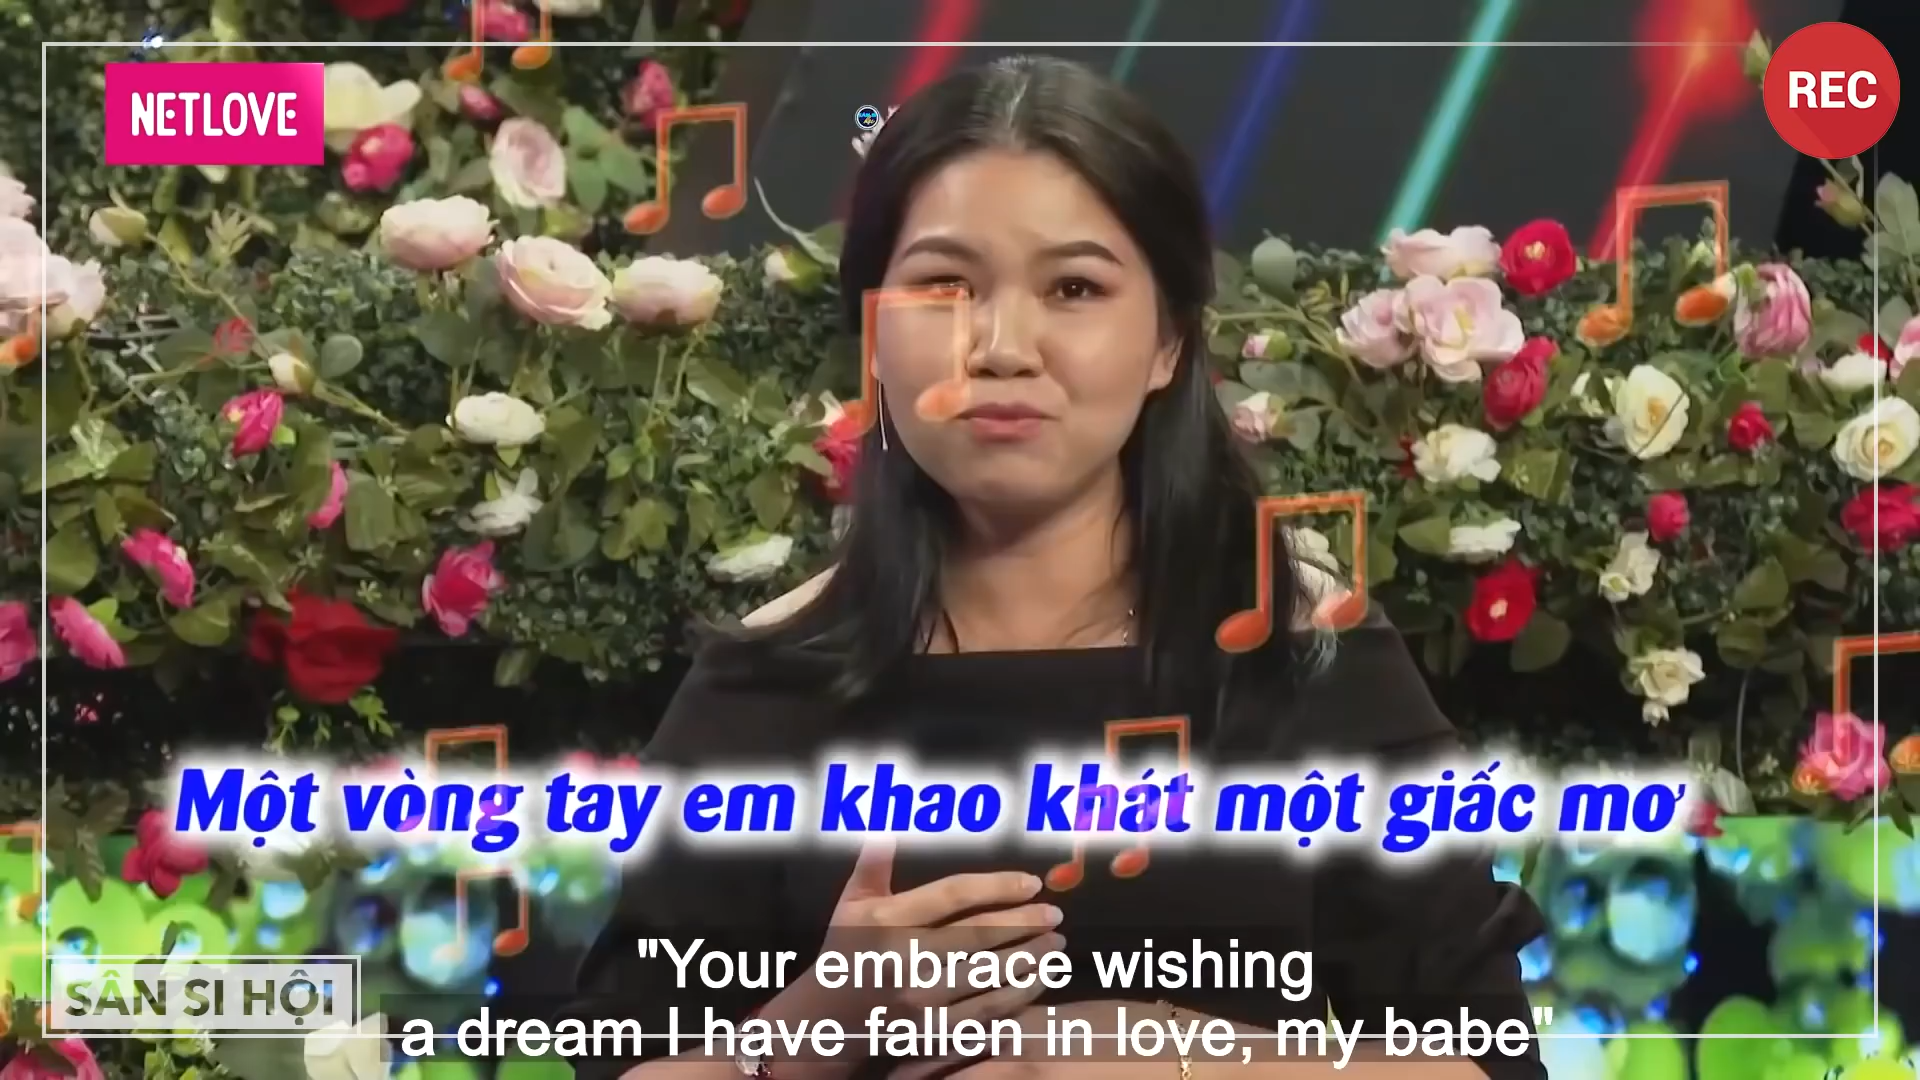 NETLOVE
REC
Một vòng tay em khao khát một giấc mơ
"Your embrace wishing
a dream I have fallen in love, my babe"
SÂN SI HỘI